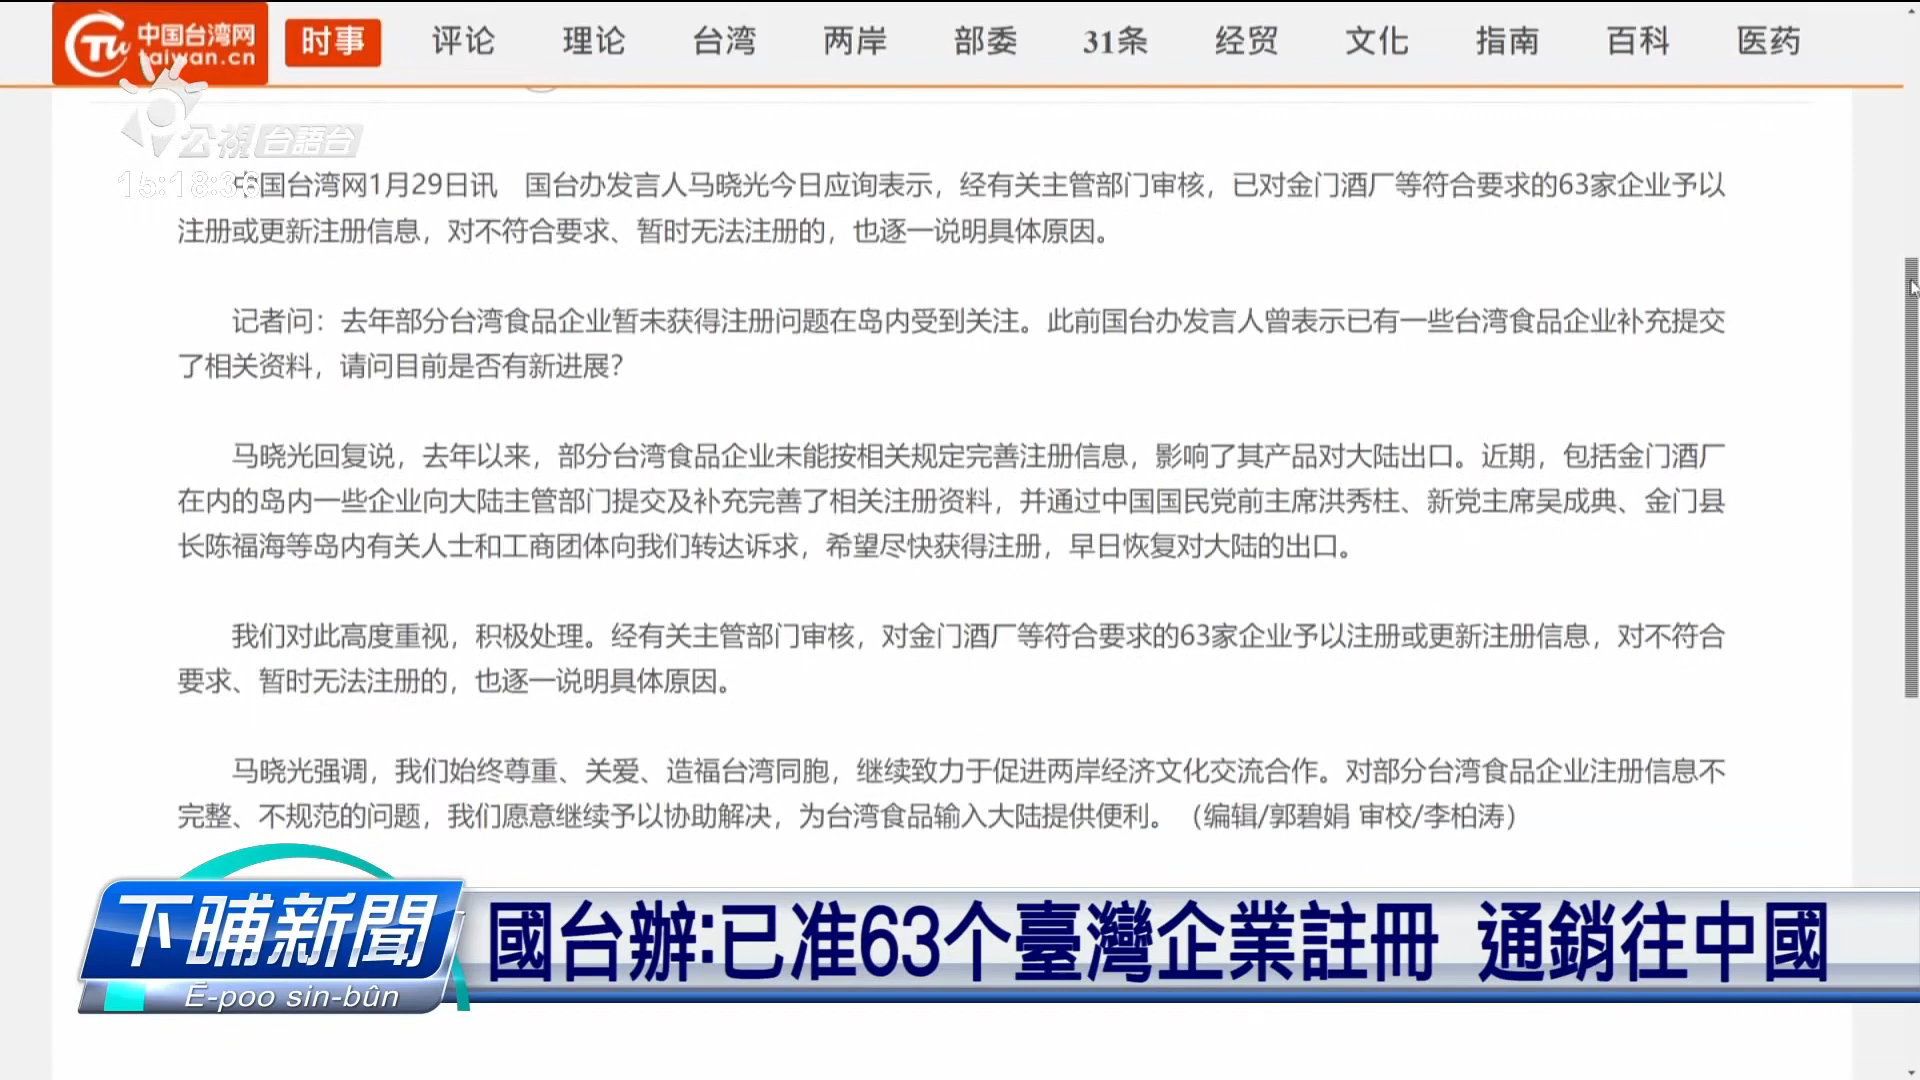 中国台湾网
taiwan.cn
时事 评论 理论 台湾 两岸 部委 31条 经贸 文化 指南 百科 医药
公視台語台
15:18:36
中国台湾网1月29日讯 国台办发言人马晓光今日应询表示，经有关主管部门审核，已对金门酒厂等符合要求的63家企业予以
注册或更新注册信息，对不符合要求、暂时无法注册的，也逐一说明具体原因。
记者问：去年部分台湾食品企业暂未获得注册问题在岛内受到关注。此前国台办发言人曾表示已有一些台湾食品企业补充提交
了相关资料，请问目前是否有新进展？
马晓光回复说，去年以来，部分台湾食品企业未能按相关规定完善注册信息，影响了其产品对大陆出口。近期，包括金门酒厂
在内的岛内一些企业向大陆主管部门提交及补充完善了相关注册资料，并通过中国国民党前主席洪秀柱、新党主席吴成典、金门县
长陈福海等岛内有关人士和工商团体向我们转达诉求，希望尽快获得注册，早日恢复对大陆的出口。
我们对此高度重视，积极处理。经有关主管部门审核，对金门酒厂等符合要求的63家企业予以注册或更新注册信息，对不符合
要求、暂时无法注册的，也逐一说明具体原因。
马晓光强调，我们始终尊重、关爱、造福台湾同胞，继续致力于促进两岸经济文化交流合作。对部分台湾食品企业注册信息不
完整、不规范的问题，我们愿意继续予以协助解决，为台湾食品输入大陆提供便利。（编辑/郭碧娟 审校/李柏涛）
下晡新聞
Ē-poo sin-bûn
國台辦:已准63个臺灣企業註冊 通銷往中國